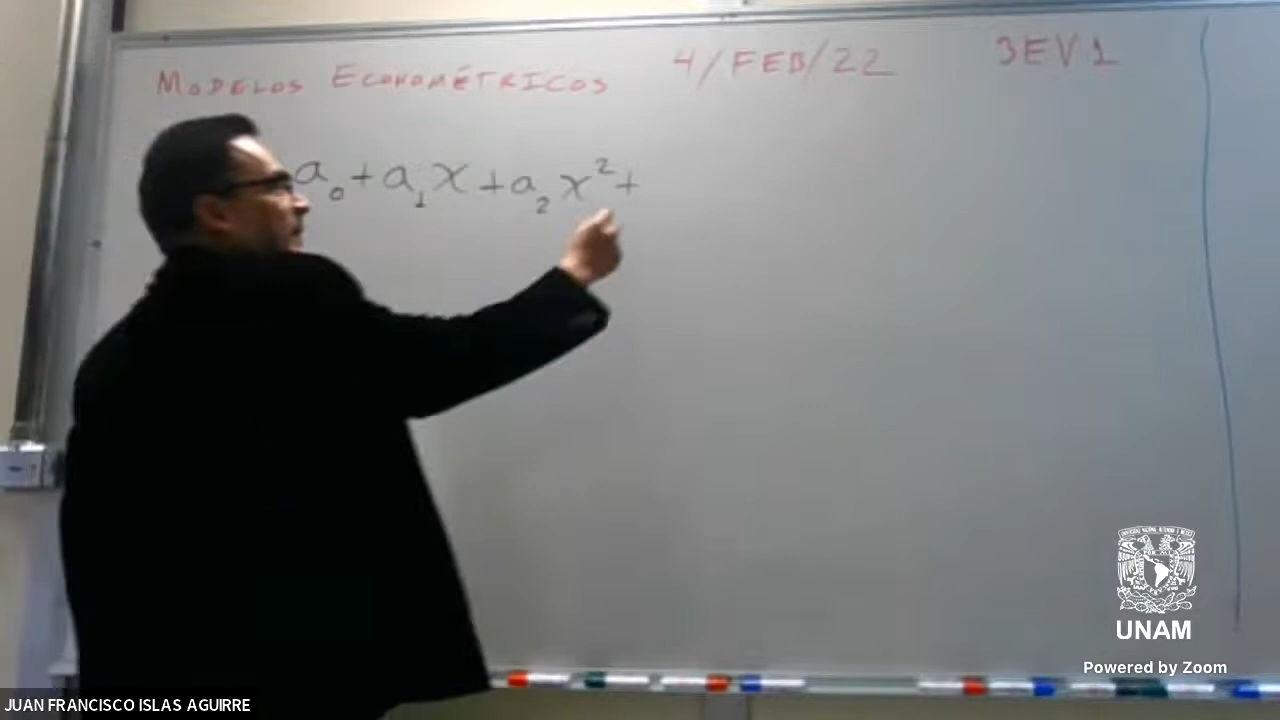 MODELOS ECONOMÉTRICOS 4/FEB/22 3EV1
a₀+a₁x+a₂x²+
UNAM
Powered by Zoom
JUAN FRANCISCO ISLAS AGUIRRE